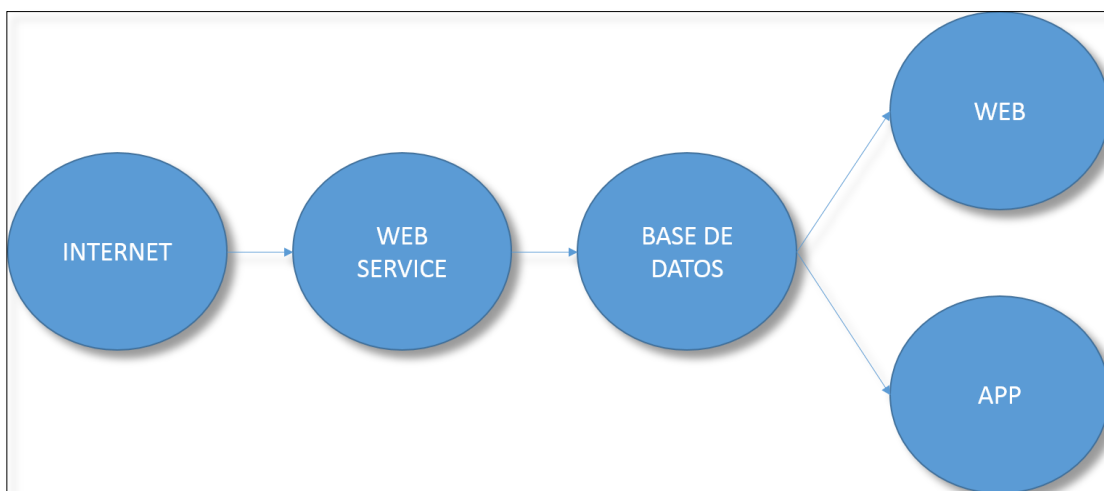 INTERNET
WEB
SERVICE
BASE DE
DATOS
WEB
APP